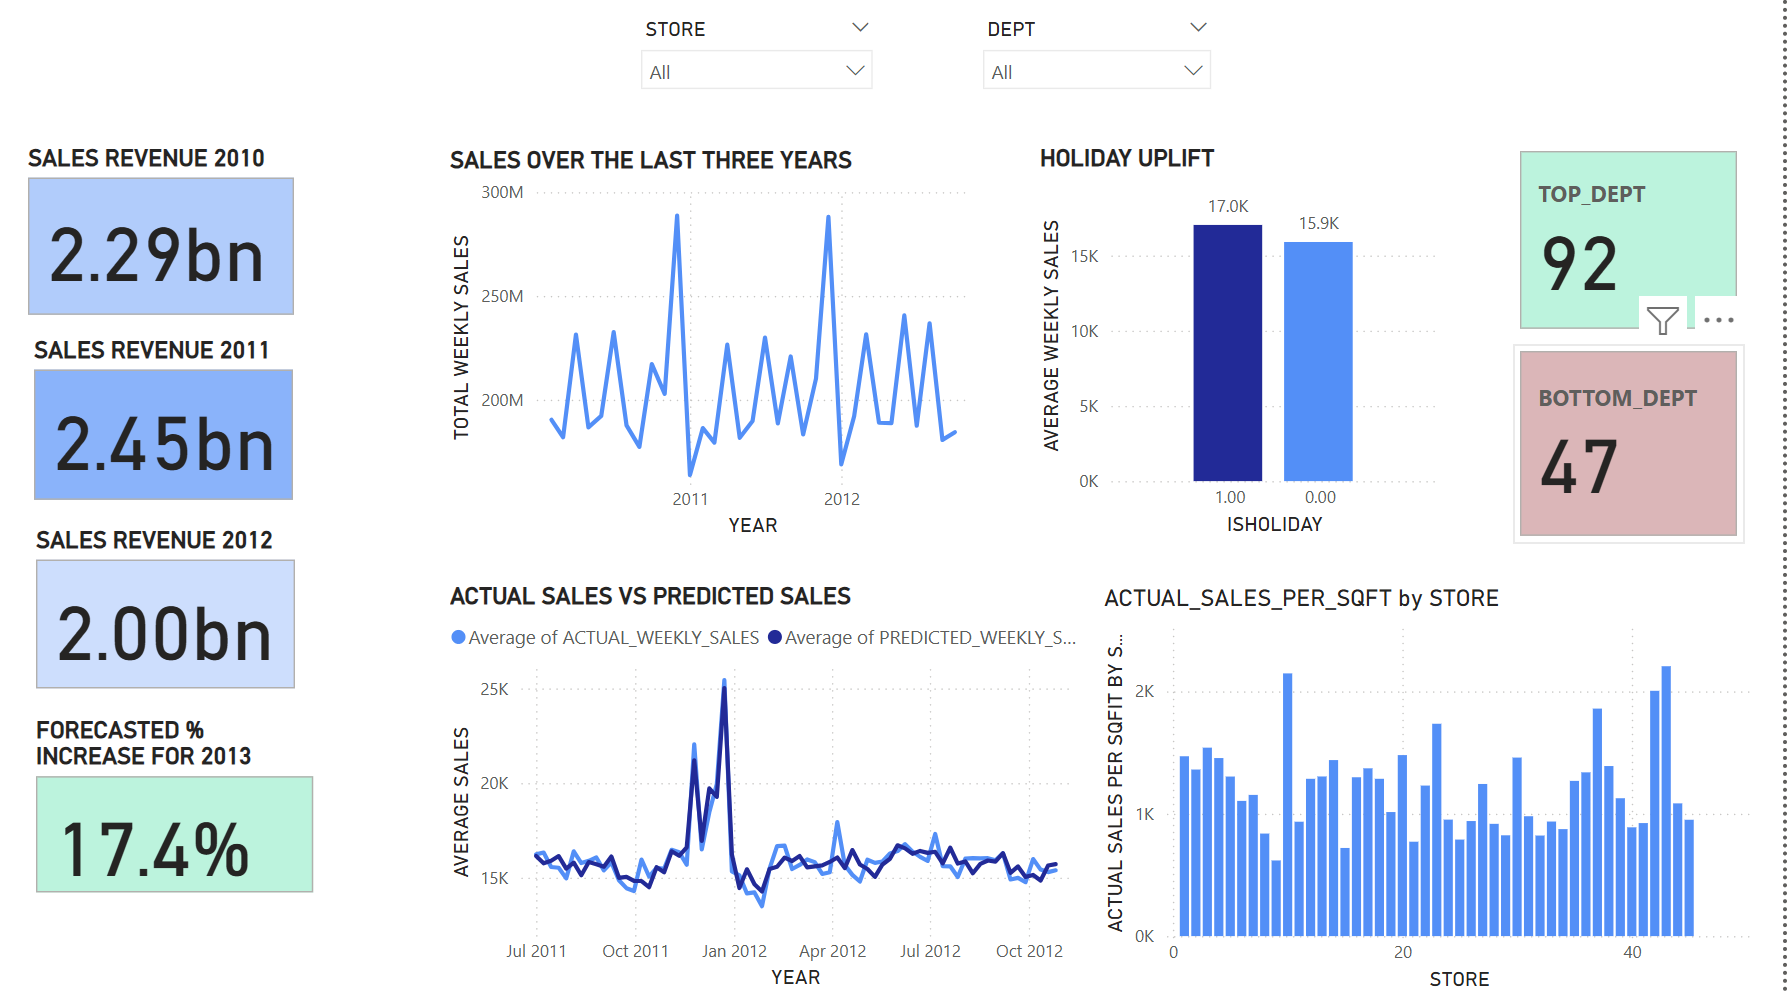 STORE
All
DEPT
All
SALES REVENUE 2010
2.29bn
SALES REVENUE 2011
2.45bn
SALES REVENUE 2012
2.00bn
FORECASTED %
INCREASE FOR 2013
17.4%
SALES OVER THE LAST THREE YEARS
TOTAL WEEKLY SALES
300M
250M
200M
2011
2012
YEAR
HOLIDAY UPLIFT
AVERAGE WEEKLY SALES
17.0K
15.9K
15K
10K
5K
0K
1.00
0.00
ISHOLIDAY
TOP_DEPT
92
BOTTOM_DEPT
47
ACTUAL SALES VS PREDICTED SALES
Average of ACTUAL_WEEKLY_SALES
Average of PREDICTED_WEEKLY_S...
AVERAGE SALES
25K
20K
15K
Jul 2011
Oct 2011
Jan 2012
Apr 2012
Jul 2012
Oct 2012
YEAR
ACTUAL_SALES_PER_SQFT by STORE
ACTUAL SALES PER SQFIT BY S...
2K
1K
0K
0
20
40
STORE